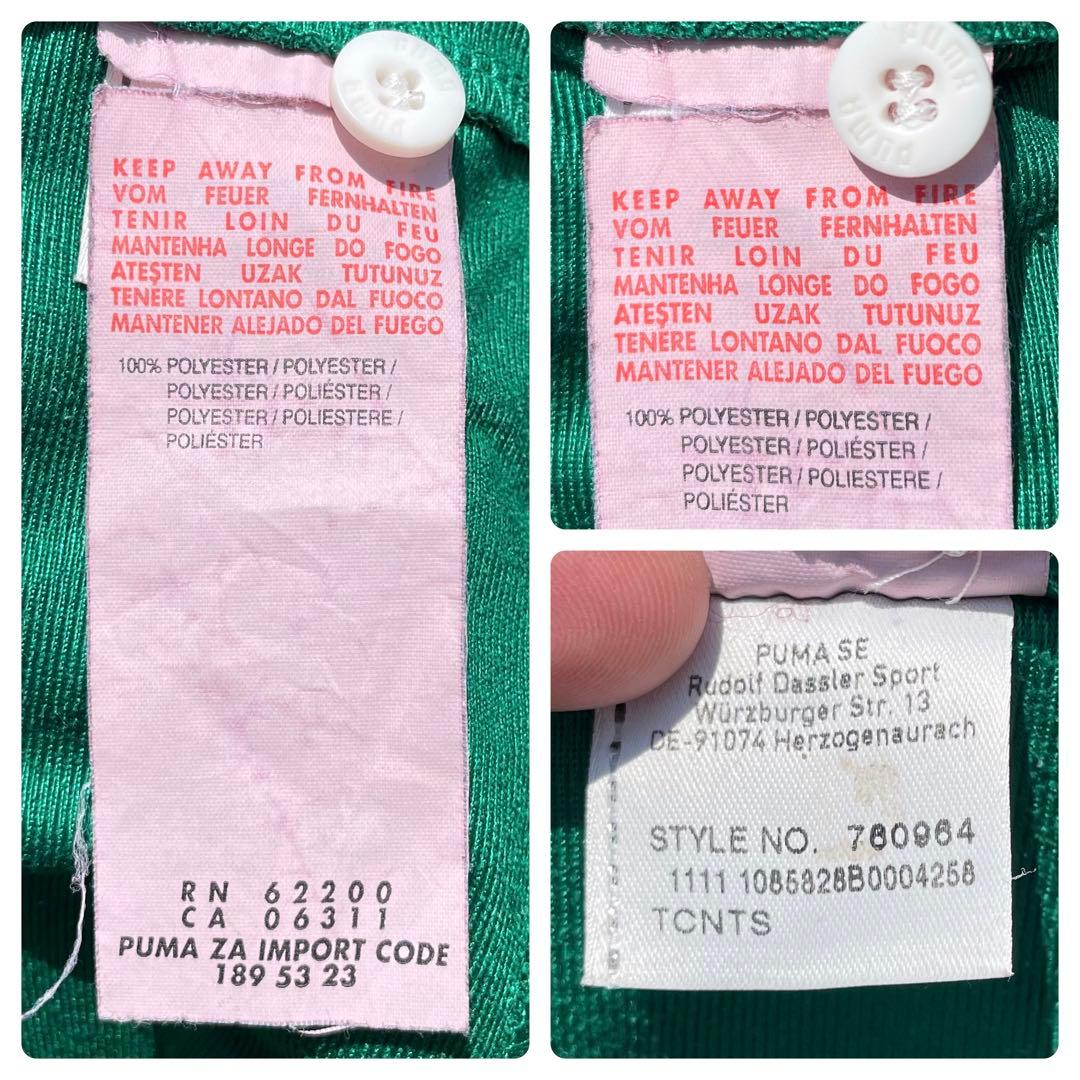 PUMA
PUMA
KEEP AWAY FROM FIRE
VOM FEUER FERNHALTEN
TENIR LOIN DU FEU
MANTENHA LONGE DO FOGO
ATEŞTEN UZAK TUTUNUZ
TENERE LONTANO DAL FUOCO
MANTENER ALEJADO DEL FUEGO
100% POLYESTER / POLYESTER /
POLYESTER / POLIÉSTER /
POLYESTER / POLIESTERE /
POLIÉSTER
RN 62200
CA 06311
PUMA ZA IMPORT CODE
189 53 23
PUMA
PUMA
KEEP AWAY FROM FIRE
VOM FEUER FERNHALTEN
TENIR LOIN DU FEU
MANTENHA LONGE DO FOGO
ATEŞTEN UZAK TUTUNUZ
TENERE LONTANO DAL FUOCO
MANTENER ALEJADO DEL FUEGO
100% POLYESTER / POLYESTER /
POLYESTER / POLIÉSTER /
POLYESTER / POLIESTERE /
POLIÉSTER
PUMA SE
Rudolf Dassler Sport
Würzburger Str. 13
DE-91074 Herzogenaurach
STYLE NO. 760964
1111 1085828B0004258
TCNTS